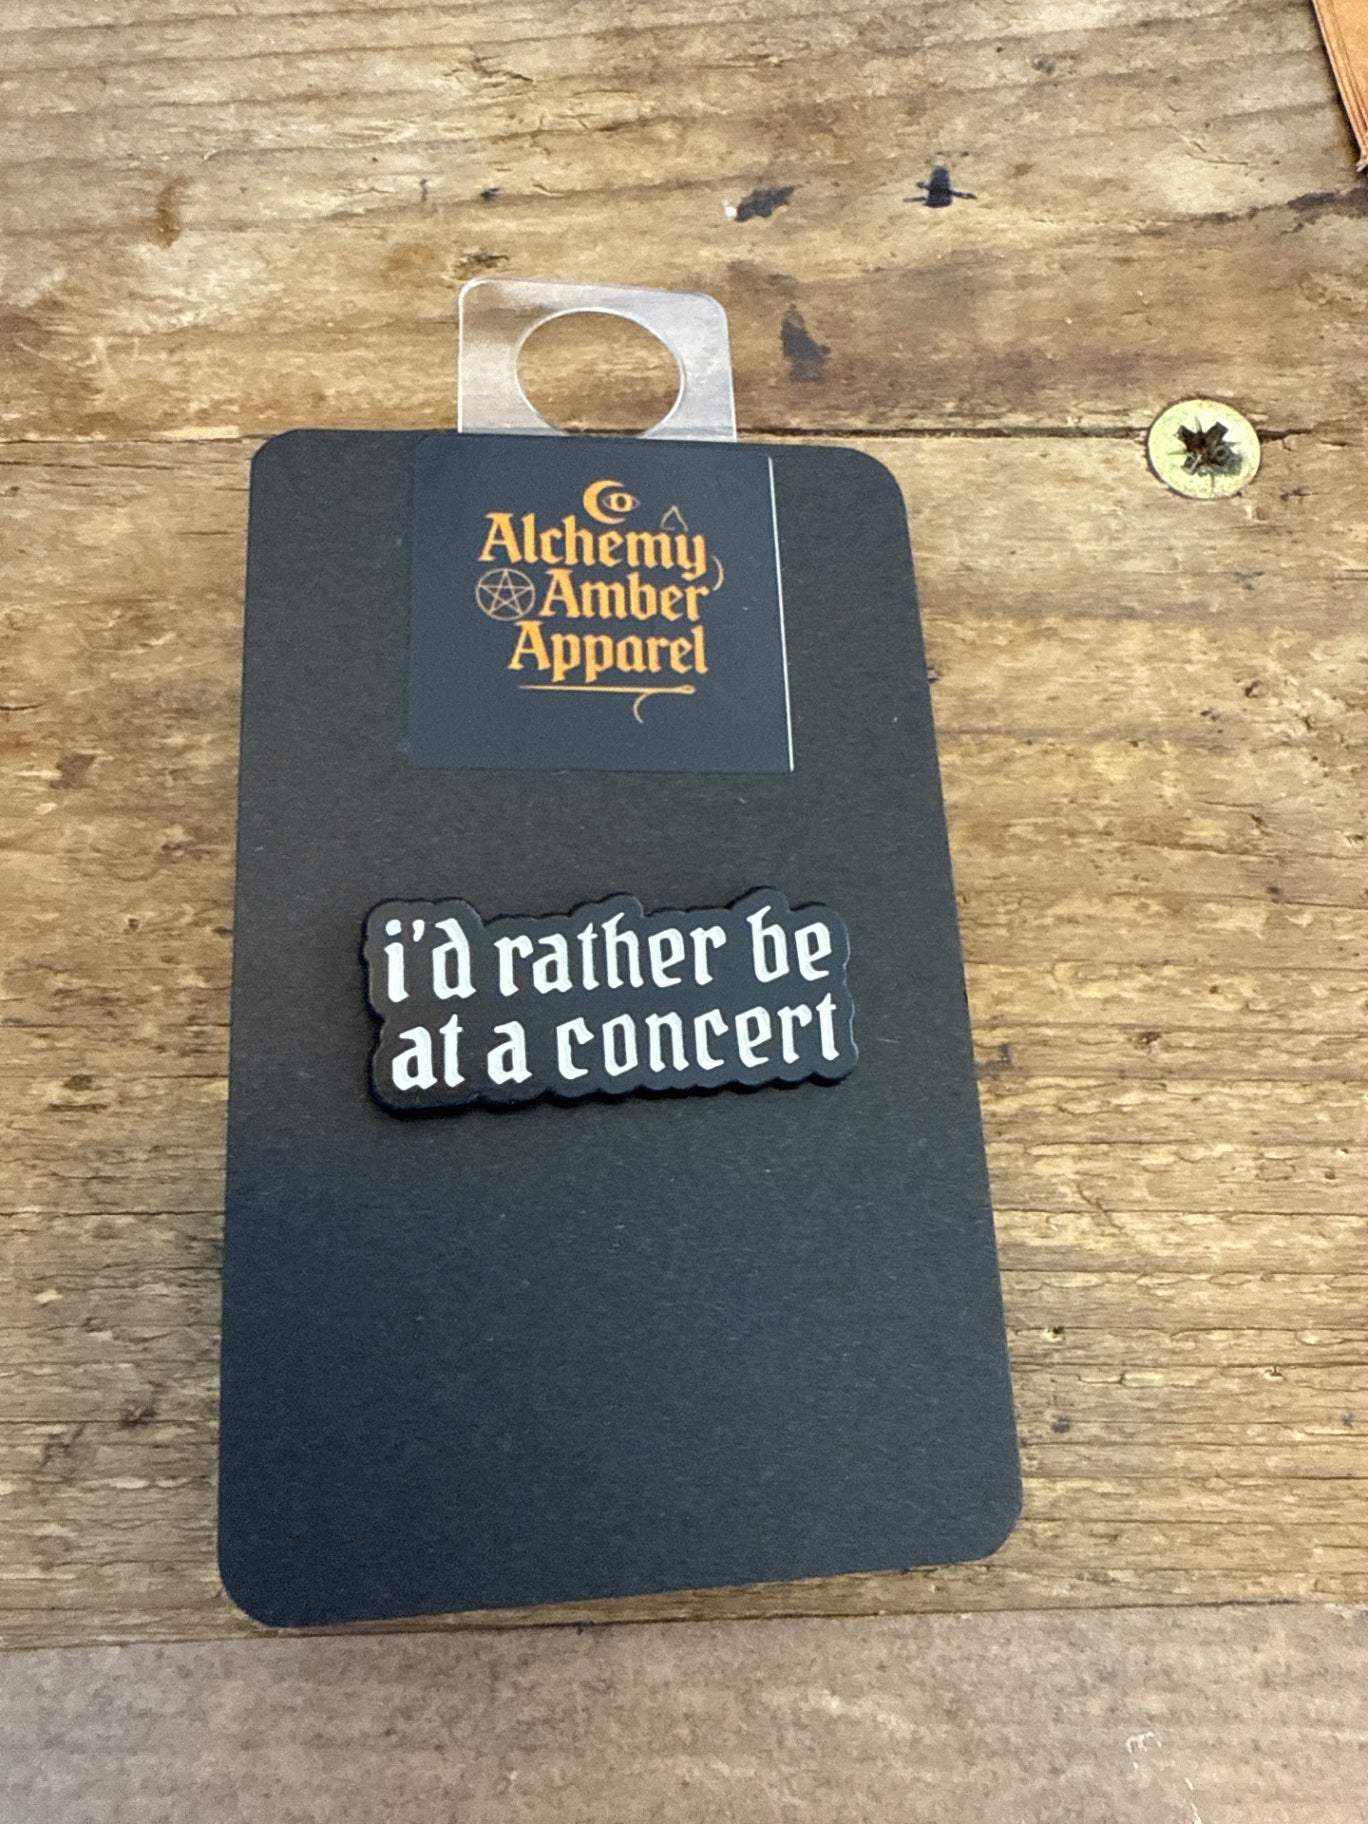 Alchemy
Amber
Apparel
i'd rather be
at a concert